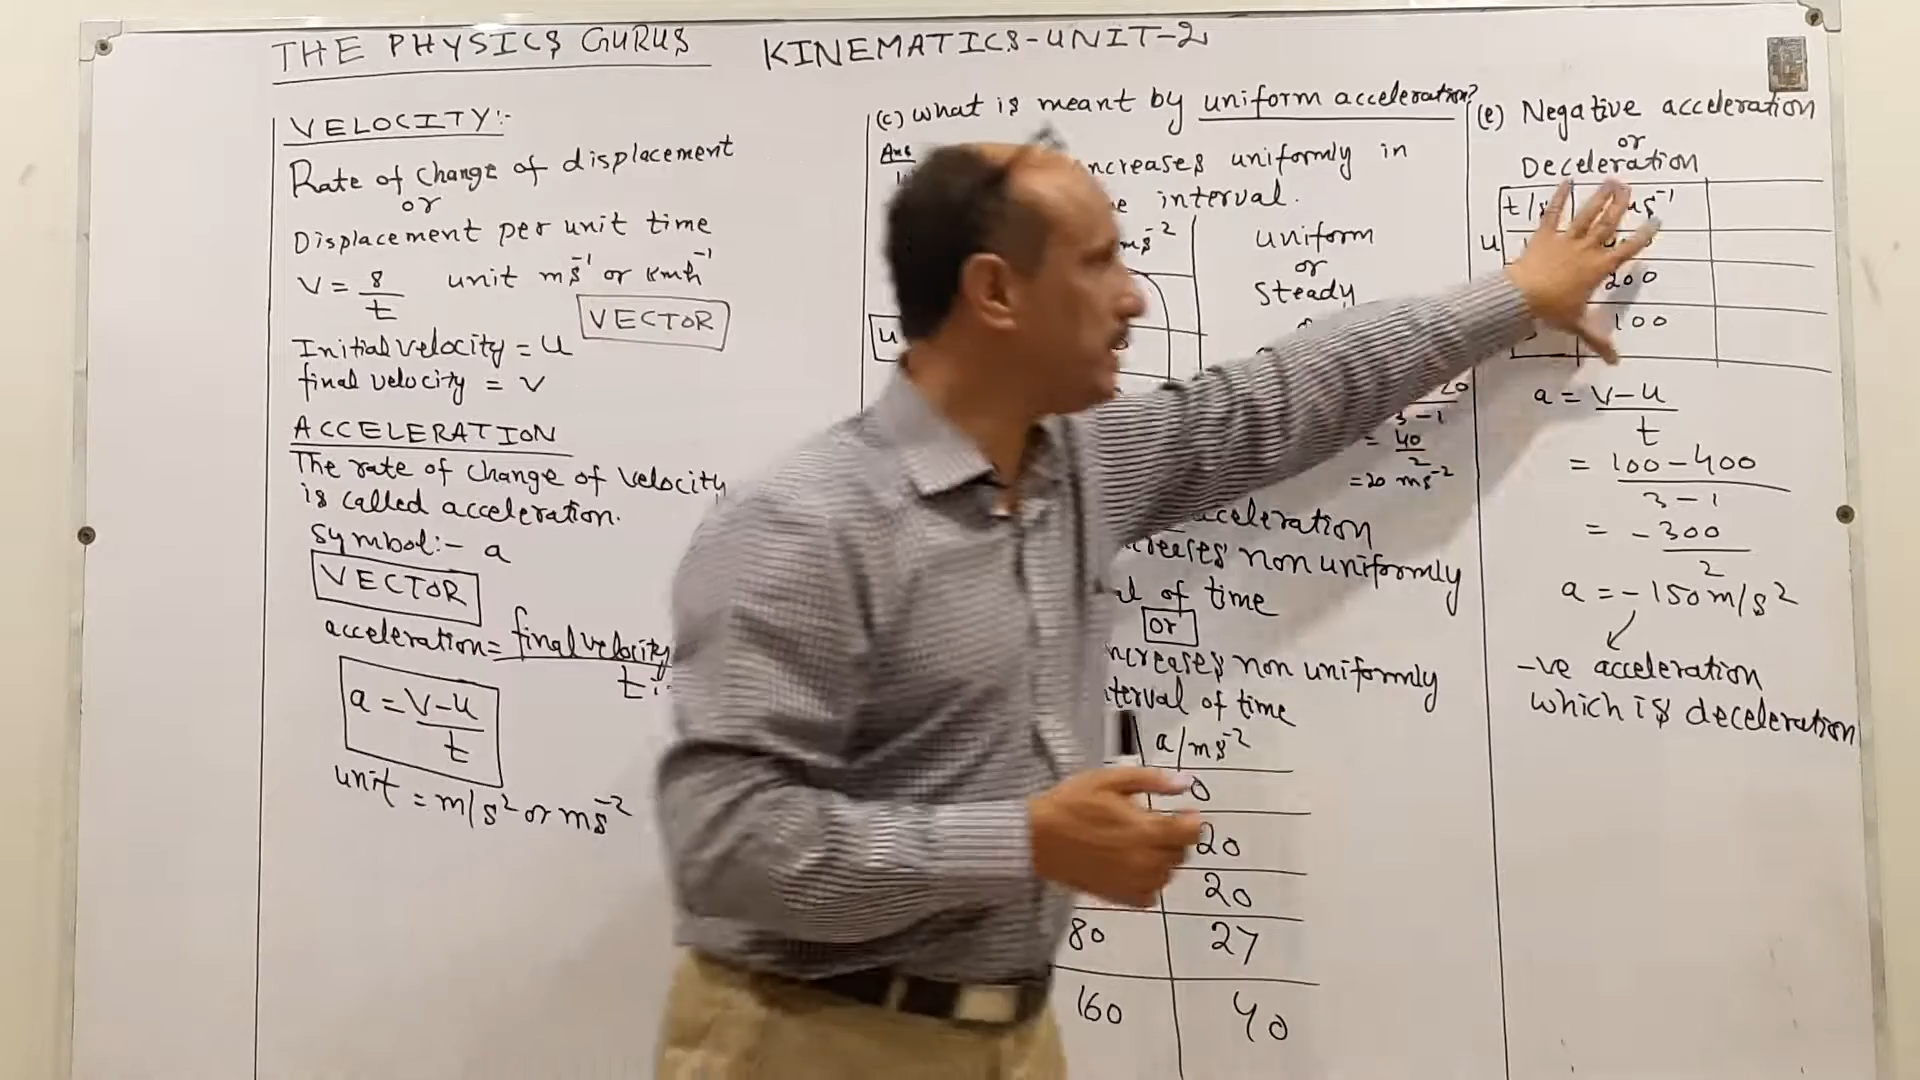 THE PHYSICS GURUS KINEMATICS-UNIT-2
VELOCITY:-
Rate of change of displacement
or
Displacement per unit time
V = s/t unit ms⁻¹ or kmh⁻¹
VECTOR
Initial velocity = u
final velocity = v
ACCELERATION
The rate of change of velocity
is called acceleration.
Symbol:- a
VECTOR
acceleration = final velocity
a = v-u/t
unit = m/s² or ms⁻²
(c) What is meant by uniform acceleration?
Ans
increases uniformly in
interval.
ms⁻²
uniform
or
steady
u
20
3-1
= 40/2
= 20 ms⁻²
acceleration
increases non uniformly
of time
or
increases non uniformly
interval of time
a/ms⁻²
0
20
20
80 27
160 40
(e) Negative acceleration
or
Deceleration
t/s ms⁻¹
u
200
100
a = v-u/t
= 100-400/3-1
= -300/2
a = -150m/s²
-ve acceleration
which is deceleration